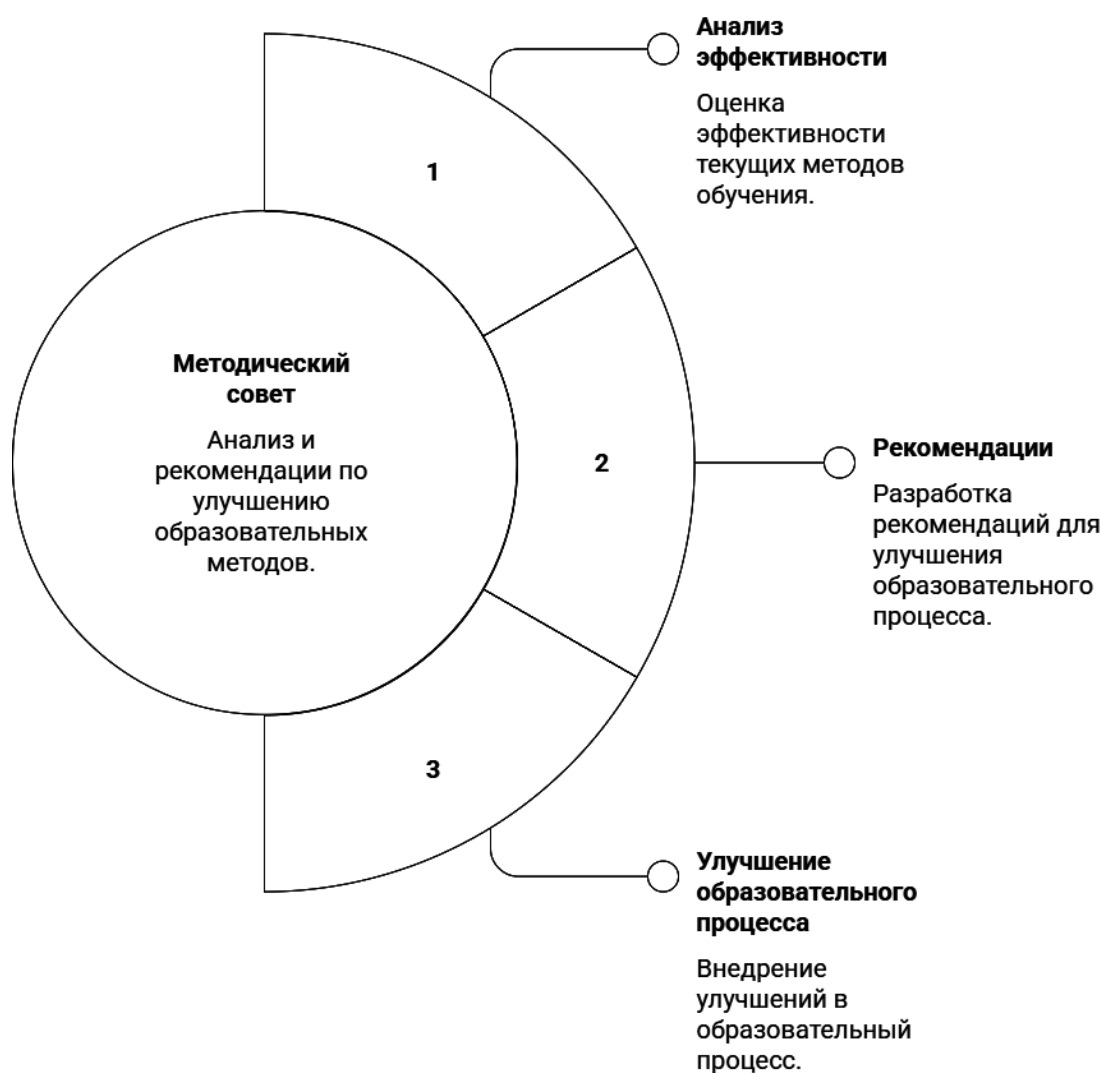 Анализ
эффективности
Оценка
эффективности
текущих методов
обучения.
1
Методический
совет
Анализ и
рекомендации по
улучшению
образовательных
методов.
2
Рекомендации
Разработка
рекомендаций для
улучшения
образовательного
процесса.
3
Улучшение
образовательного
процесса
Внедрение
улучшений в
образовательный
процесс.